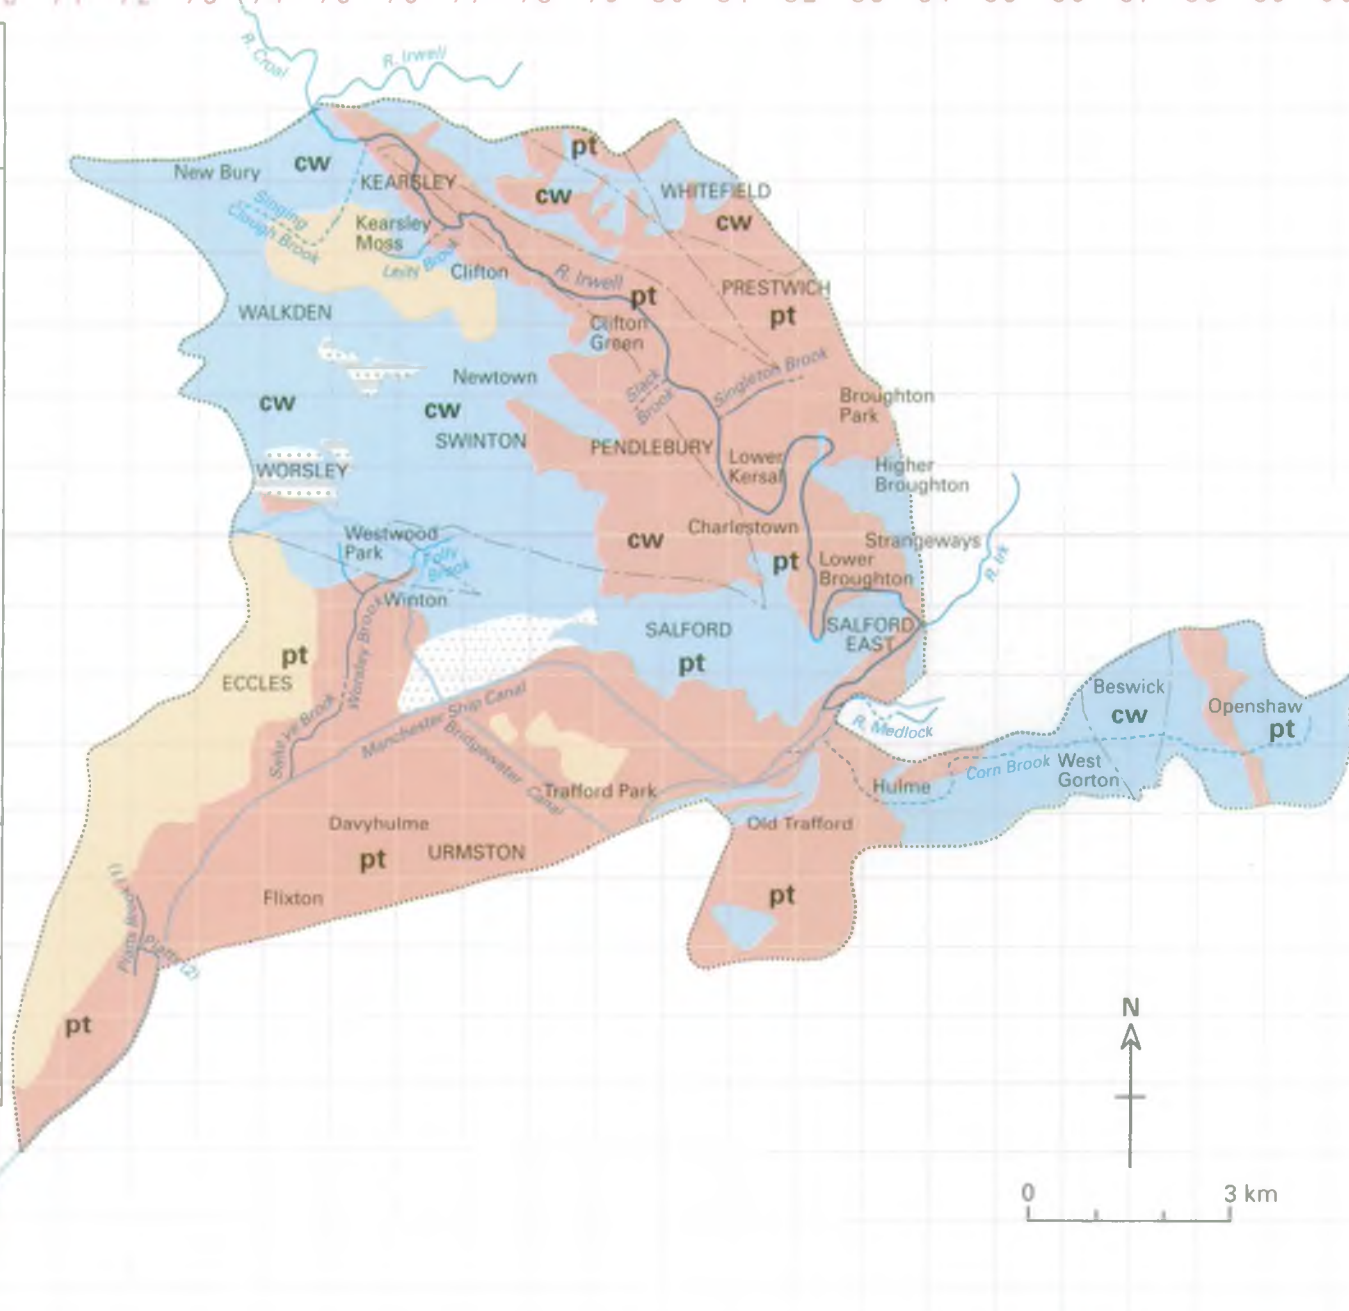 R. Croal
R. Irwell
pt
New Bury
cw
KEARSLEY
cw
WHITEFIELD
cw
Singing
Clough Brook
Kearsley
Moss
Clifton
R. Irwell
pt
PRESTWICH
pt
WALKDEN
Clifton
Green
Newtown
Slack
Brook
Singleton Brook
cw
cw
SWINTON
Broughton
Park
PENDLEBURY
WORSLEY
Lower
Kersal
Higher
Broughton
Westwood
Park
Folly
Brook
cw
Charlestown
pt
Strangeways
Lower
Broughton
R. Irk
Winton
Worsley Brook
SALFORD
SALFORD
EAST
pt
ECCLES
pt
Beswick
cw
Openshaw
pt
Manchester Ship Canal
Bridgewater
Canal
R. Medlock
Corn Brook
West
Gorton
Trafford Park
Hulme
Davyhulme
pt
URMSTON
Old Trafford
Flixton
pt
pt
N
0
3 km